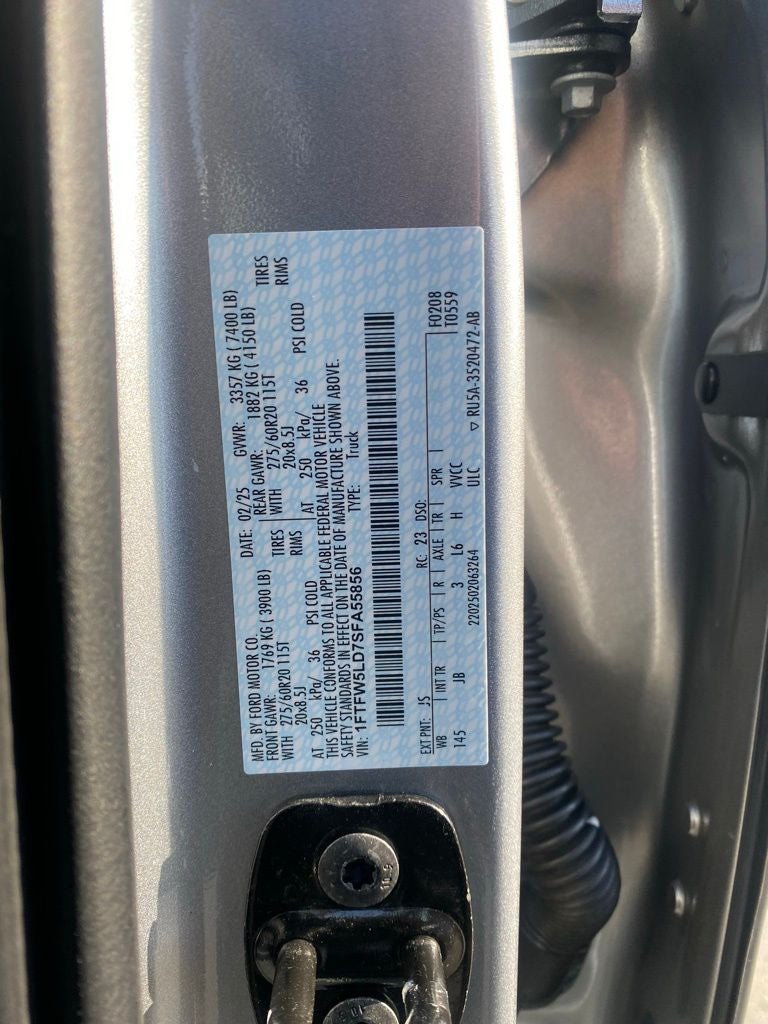 MFD. BY FORD MOTOR CO.
DATE: 02/25 GVWR: 3357 KG ( 7400 LB)
FRONT GAWR: 1769 KG ( 3900 LB) REAR GAWR: 1882 KG ( 4150 LB)
WITH 275/60R20 115T TIRES WITH 275/60R20 115T TIRES
20x8.5J RIMS 20x8.5J RIMS
AT 250 kPa/ 36 PSI COLD AT 250 kPa/ 36 PSI COLD
THIS VEHICLE CONFORMS TO ALL APPLICABLE FEDERAL MOTOR VEHICLE
SAFETY STANDARDS IN EFFECT ON THE DATE OF MANUFACTURE SHOWN ABOVE.
VIN: 1FTFW5LD7SFA55856 TYPE: Truck
F0208
T0559
EXT PNT: JS RC: 23 DSO:
WB INT TR TP/PS R AXLE TR SPR
145 JB 3 L6 H VVCC
2202502063264 ULC ▽ RU5A-3520472-AB
10.9